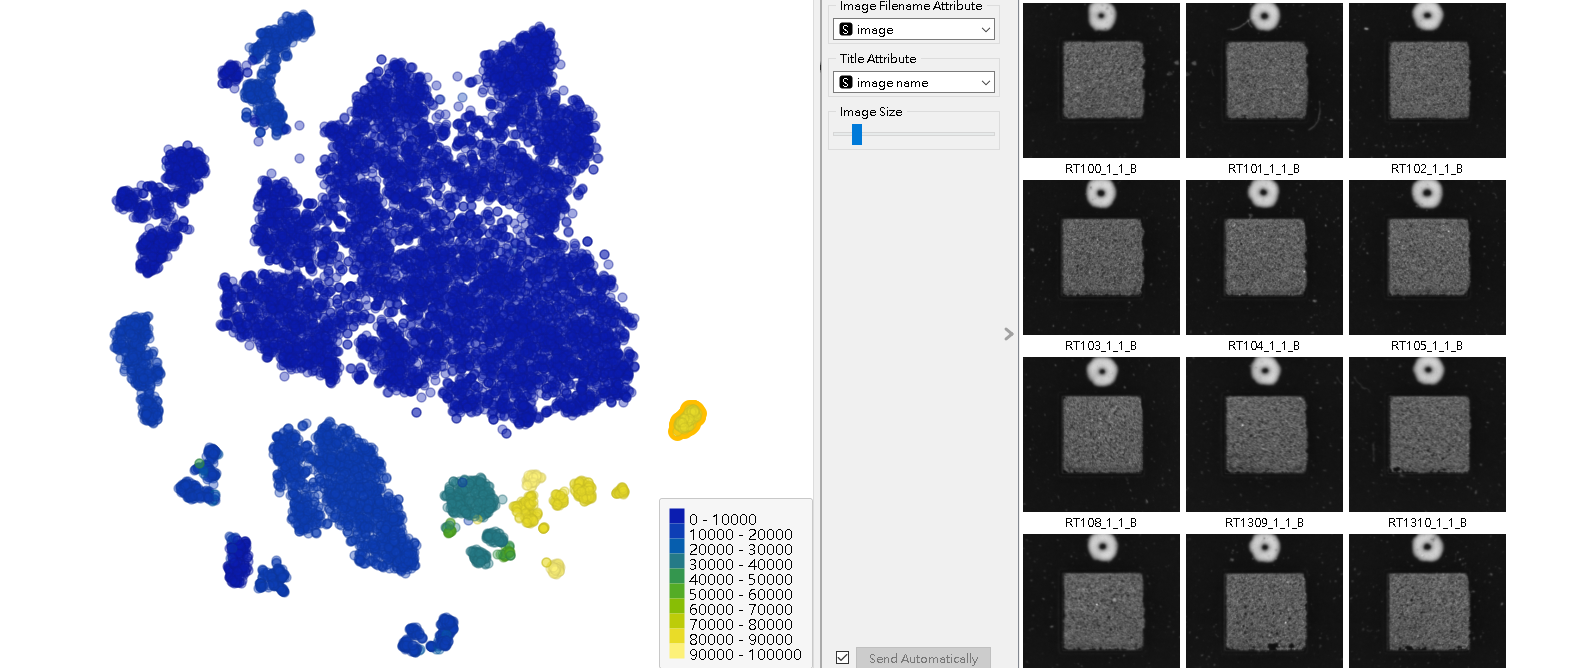 Image Filename Attribute
S image
Title Attribute
S image name
Image Size
Send Automatically
0 - 10000
10000 - 20000
20000 - 30000
30000 - 40000
40000 - 50000
50000 - 60000
60000 - 70000
70000 - 80000
80000 - 90000
90000 - 100000
RT100_1_1_B
RT101_1_1_B
RT102_1_1_B
RT103_1_1_B
RT104_1_1_B
RT105_1_1_B
RT108_1_1_B
RT1309_1_1_B
RT1310_1_1_B